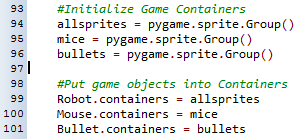 93 #Initialize Game Containers
94 allsprites = pygame.sprite.Group()
95 mice = pygame.sprite.Group()
96 bullets = pygame.sprite.Group()
97
98 #Put game objects into Containers
99 Robot.containers = allsprites
100 Mouse.containers = mice
101 Bullet.containers = bullets